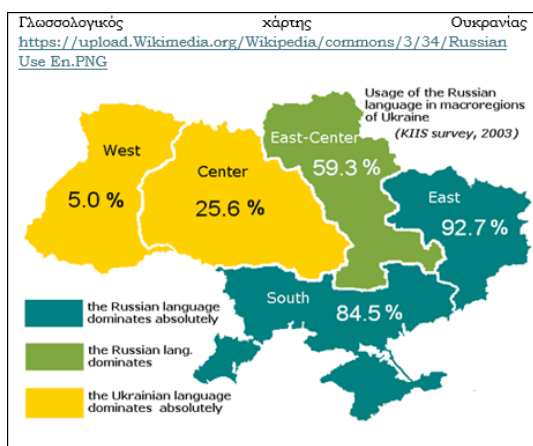 Γλωσσολογικός χάρτης Ουκρανίας
https://upload.Wikimedia.org/Wikipedia/commons/3/34/Russian
Use En.PNG
Usage of the Russian
language in macroregions
of Ukraine
(KIIS survey, 2003)
East-Center
59.3 %
West
5.0 %
Center
25.6 %
East
92.7 %
South
84.5 %
the Russian language
dominates absolutely
the Russian lang.
dominates
the Ukrainian language
dominates absolutely